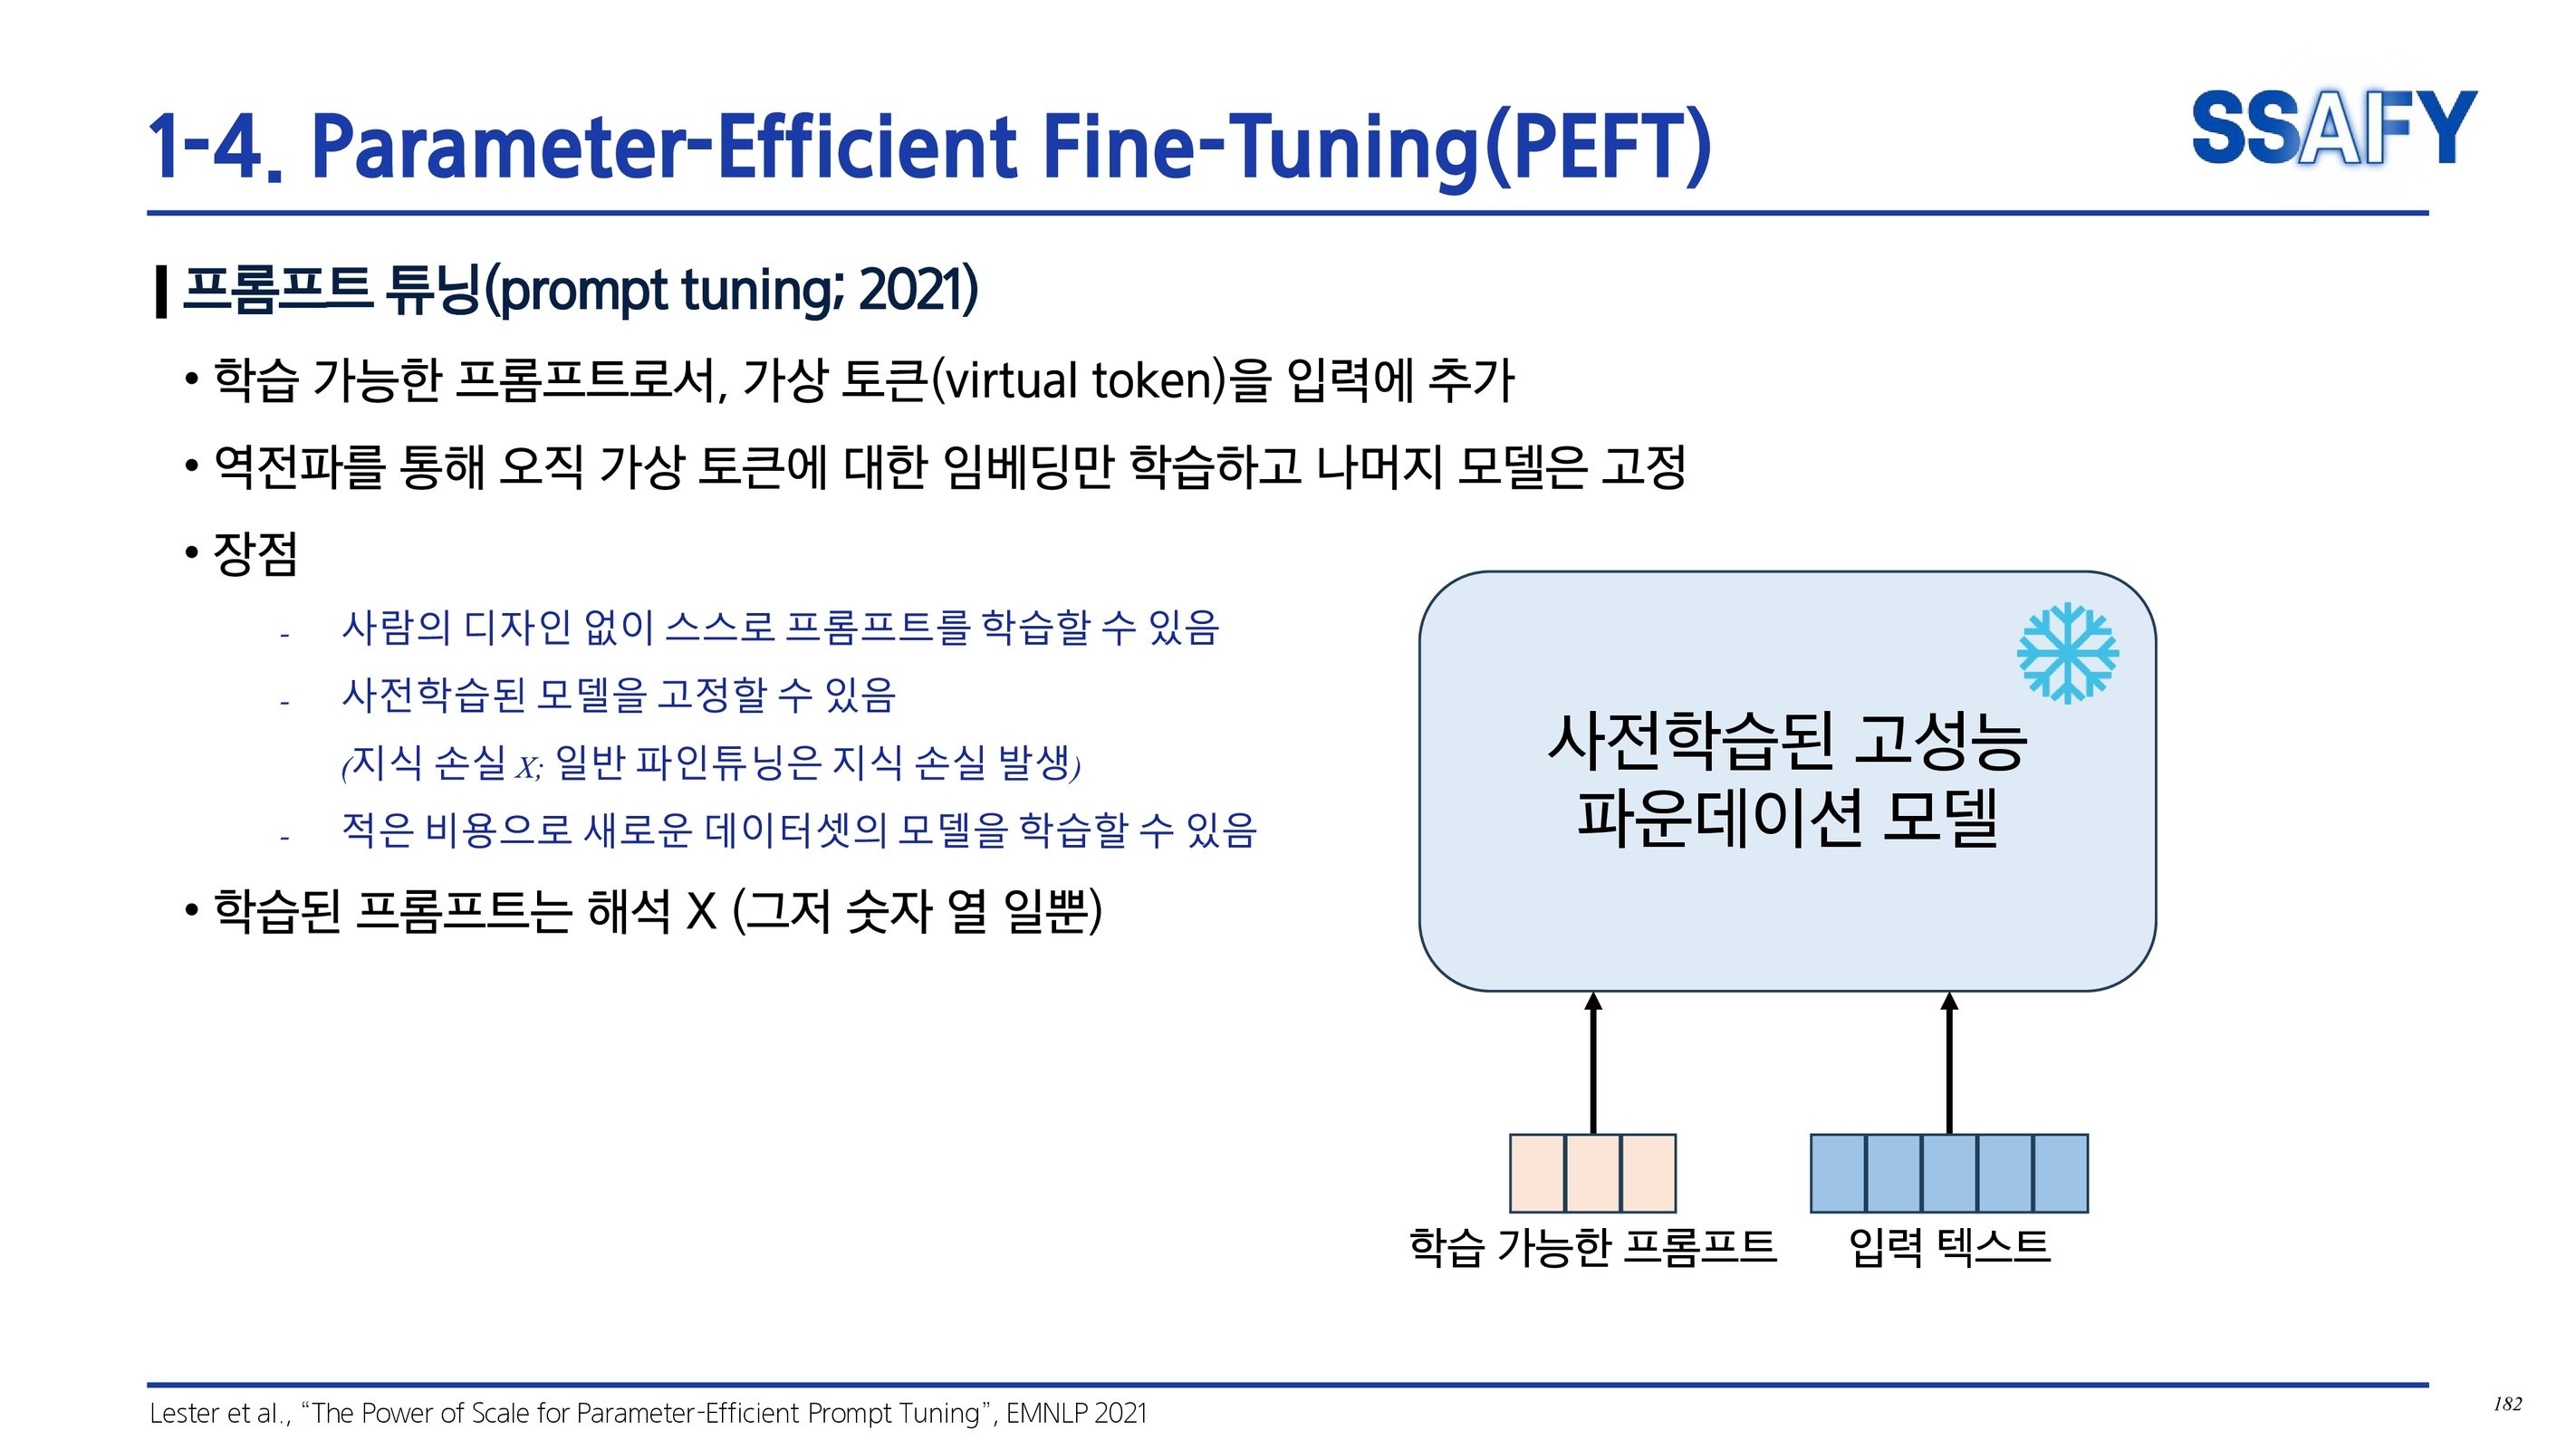 1-4. Parameter-Efficient Fine-Tuning(PEFT)
SSAFY
프롬프트 튜닝(prompt tuning; 2021)
• 학습 가능한 프롬프트로서, 가상 토큰(virtual token)을 입력에 추가
• 역전파를 통해 오직 가상 토큰에 대한 임베딩만 학습하고 나머지 모델은 고정
• 장점
- 사람의 디자인 없이 스스로 프롬프트를 학습할 수 있음
- 사전학습된 모델을 고정할 수 있음
(지식 손실 X; 일반 파인튜닝은 지식 손실 발생)
- 적은 비용으로 새로운 데이터셋의 모델을 학습할 수 있음
• 학습된 프롬프트는 해석 X (그저 숫자 열 일뿐)
사전학습된 고성능
파운데이션 모델
학습 가능한 프롬프트
입력 텍스트
Lester et al., “The Power of Scale for Parameter-Efficient Prompt Tuning”, EMNLP 2021
182